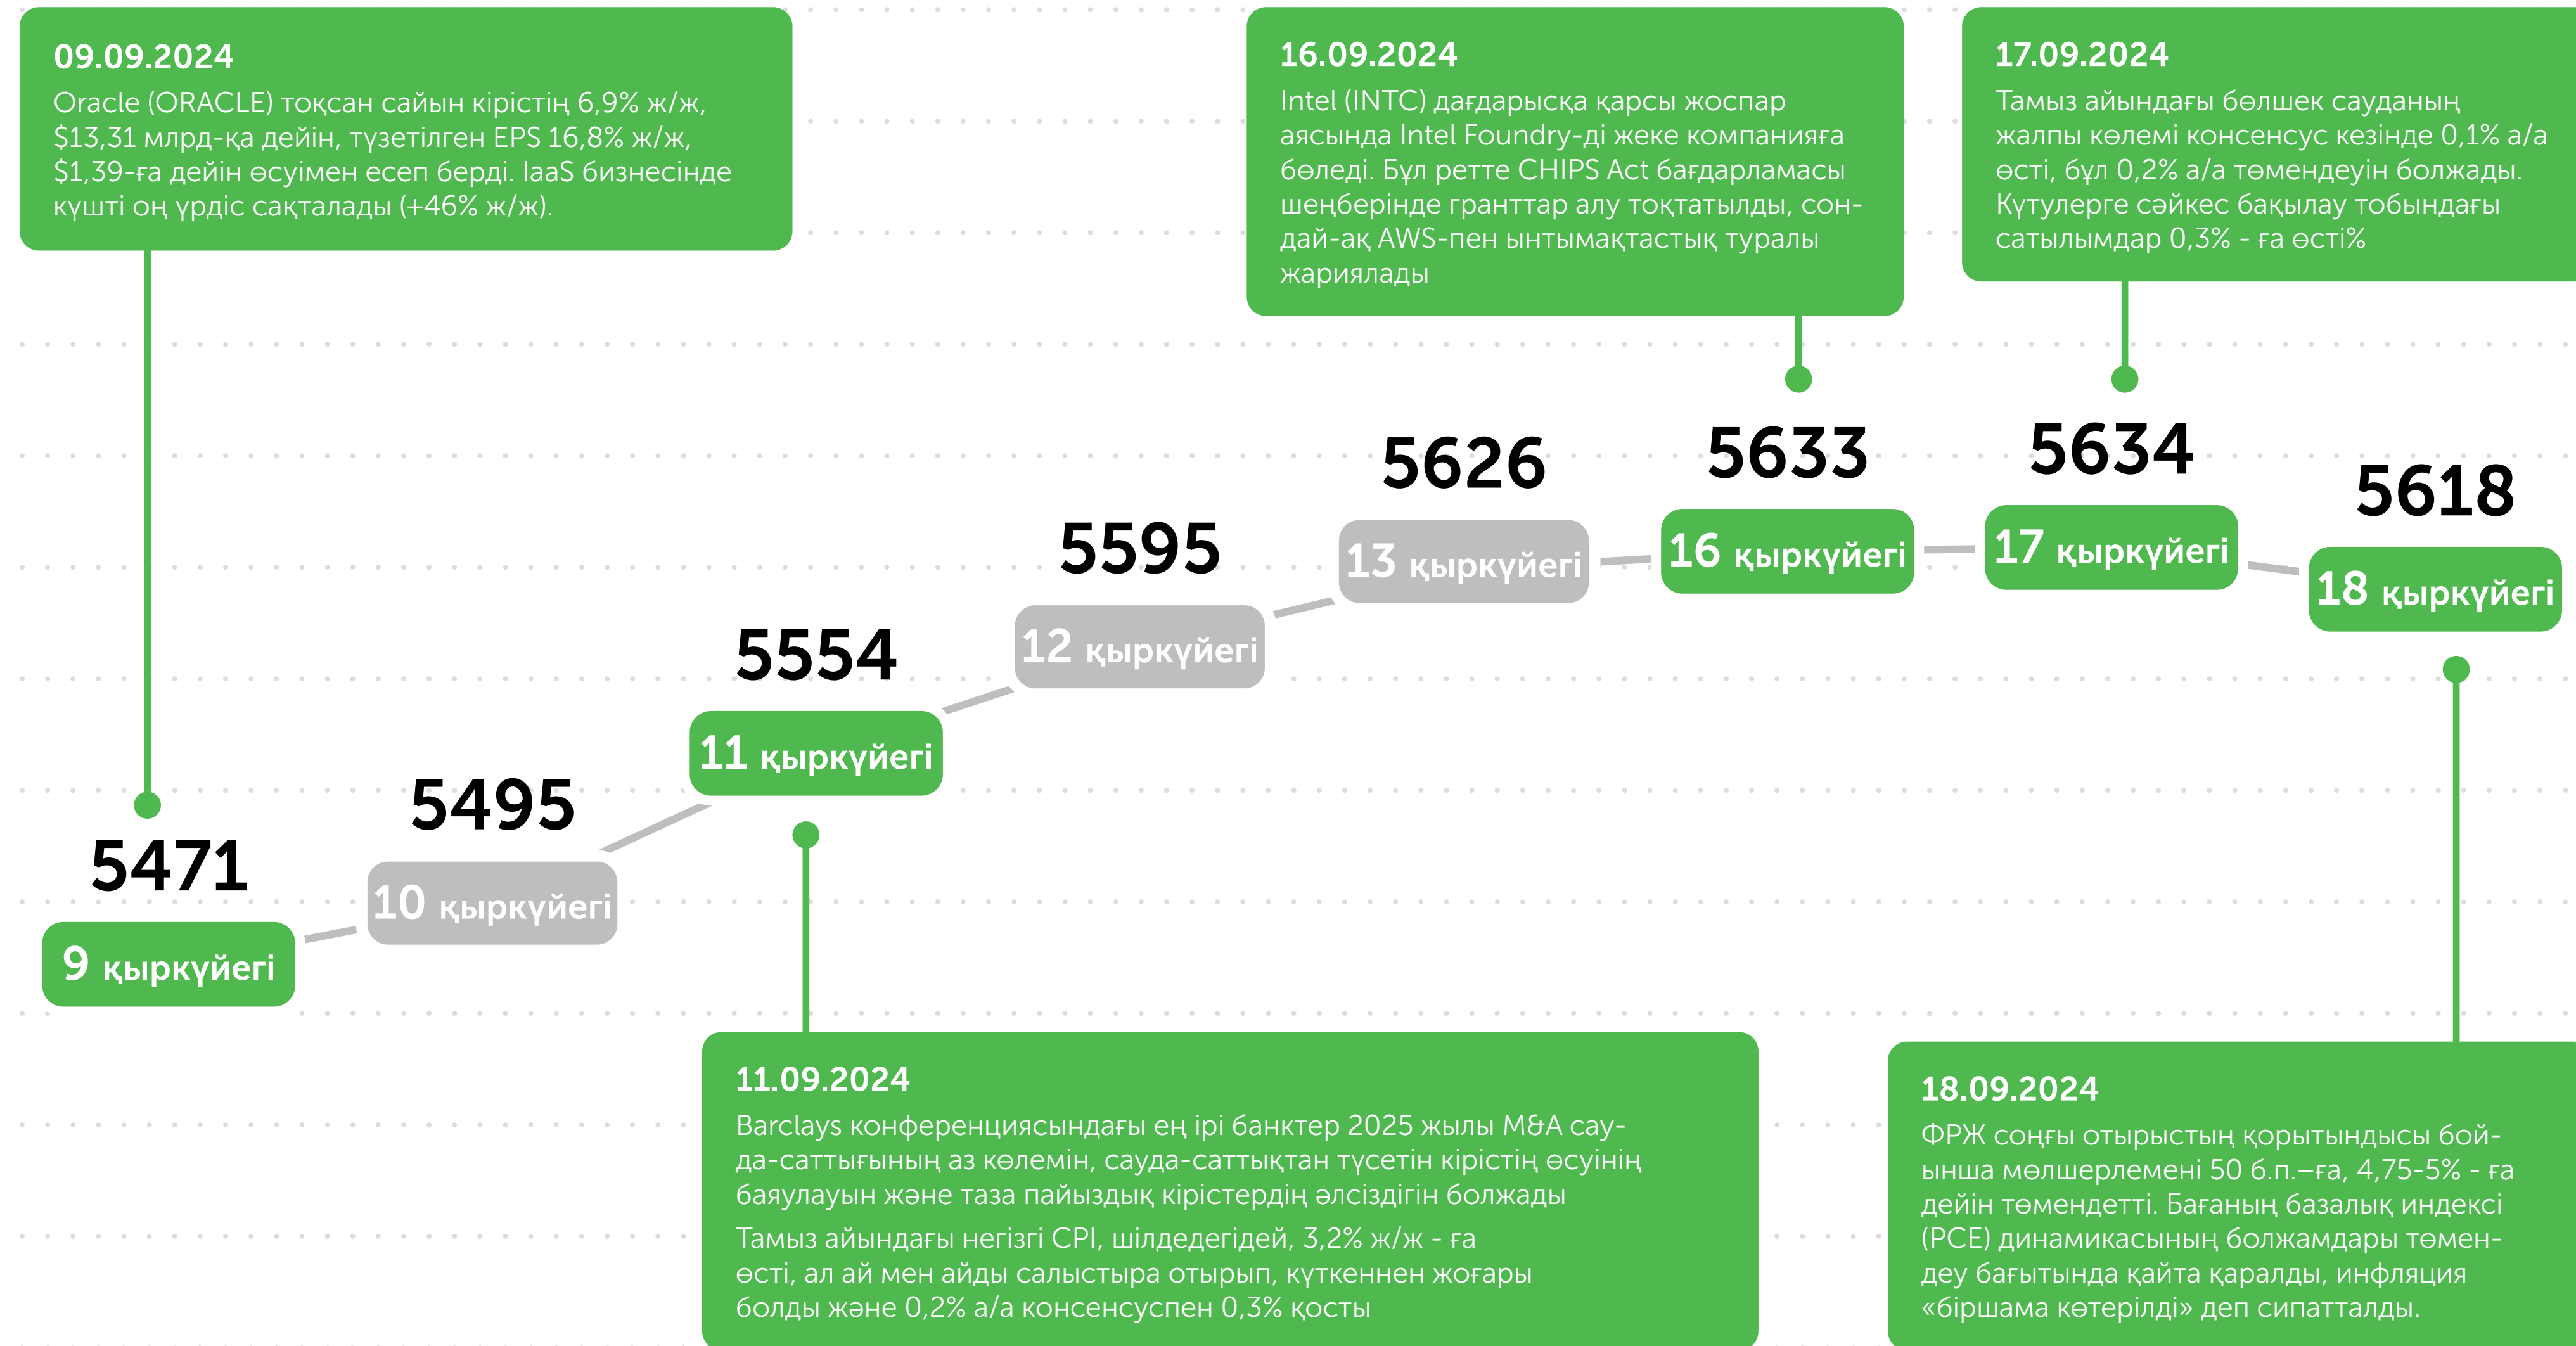 09.09.2024
Oracle (ORACLE) тоқсан сайын кірістің 6,9% ж/ж,
$13,31 млрд-қа дейін, түзетілген EPS 16,8% ж/ж,
$1,39-ға дейін өсуімен есеп берді. IaaS бизнесінде
күшті оң үрдіс сақталады (+46% ж/ж).
16.09.2024
Intel (INTC) дағдарысқа қарсы жоспар
аясында Intel Foundry-ді жеке компанияға
бөледі. Бұл ретте CHIPS Act бағдарламасы
шеңберінде гранттар алу тоқтатылды, сон-
дай-ақ AWS-пен ынтымақтастық туралы
жариялады
17.09.2024
Тамыз айындағы бөлшек сауданың
жалпы көлемі консенсус кезінде 0,1% а/а
өсті, бұл 0,2% а/а төмендеуін болжады.
Күтулерге сәйкес бақылау тобындағы
сатылымдар 0,3% - ға өсті%
5471
9 қыркүйегі
5495
10 қыркүйегі
5554
11 қыркүйегі
5595
12 қыркүйегі
5626
13 қыркүйегі
5633
16 қыркүйегі
5634
17 қыркүйегі
5618
18 қыркүйегі
11.09.2024
Barclays конференциясындағы ең ірі банктер 2025 жылы M&A сау-
да-саттығының аз көлемін, сауда-саттықтан түсетін кірістің өсуінің
баяулауын және таза пайыздық кірістердің әлсіздігін болжады
Тамыз айындағы негізгі CPI, шілдедегідей, 3,2% ж/ж - ға
өсті, ал ай мен айды салыстыра отырып, күткеннен жоғары
болды және 0,2% а/а консенсуспен 0,3% қосты
18.09.2024
ФРЖ соңғы отырыстың қорытындысы бой-
ынша мөлшерлемені 50 б.п.–ға, 4,75-5% - ға
дейін төмендетті. Бағаның базалық индексі
(PCE) динамикасының болжамдары төмен-
деу бағытында қайта қаралды, инфляция
«біршама көтерілді» деп сипатталды.